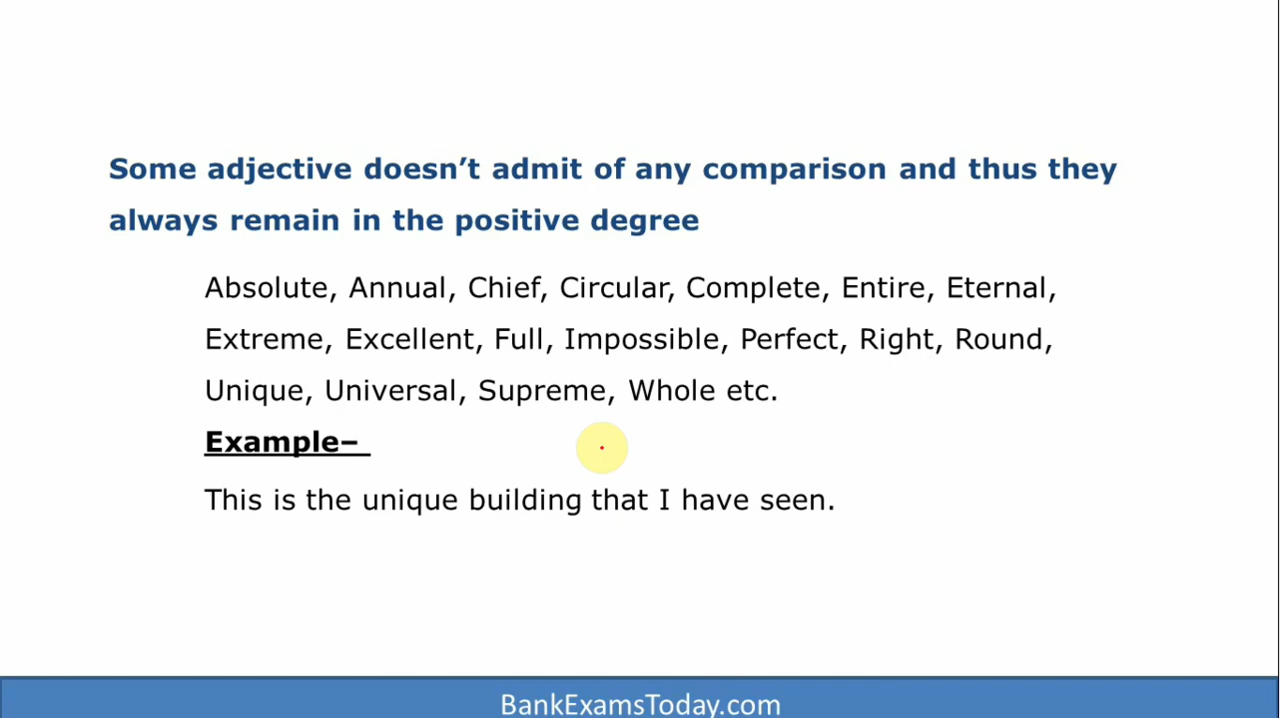 Some adjective doesn’t admit of any comparison and thus they
always remain in the positive degree
Absolute, Annual, Chief, Circular, Complete, Entire, Eternal,
Extreme, Excellent, Full, Impossible, Perfect, Right, Round,
Unique, Universal, Supreme, Whole etc.
Example–
This is the unique building that I have seen.
BankExamsToday.com